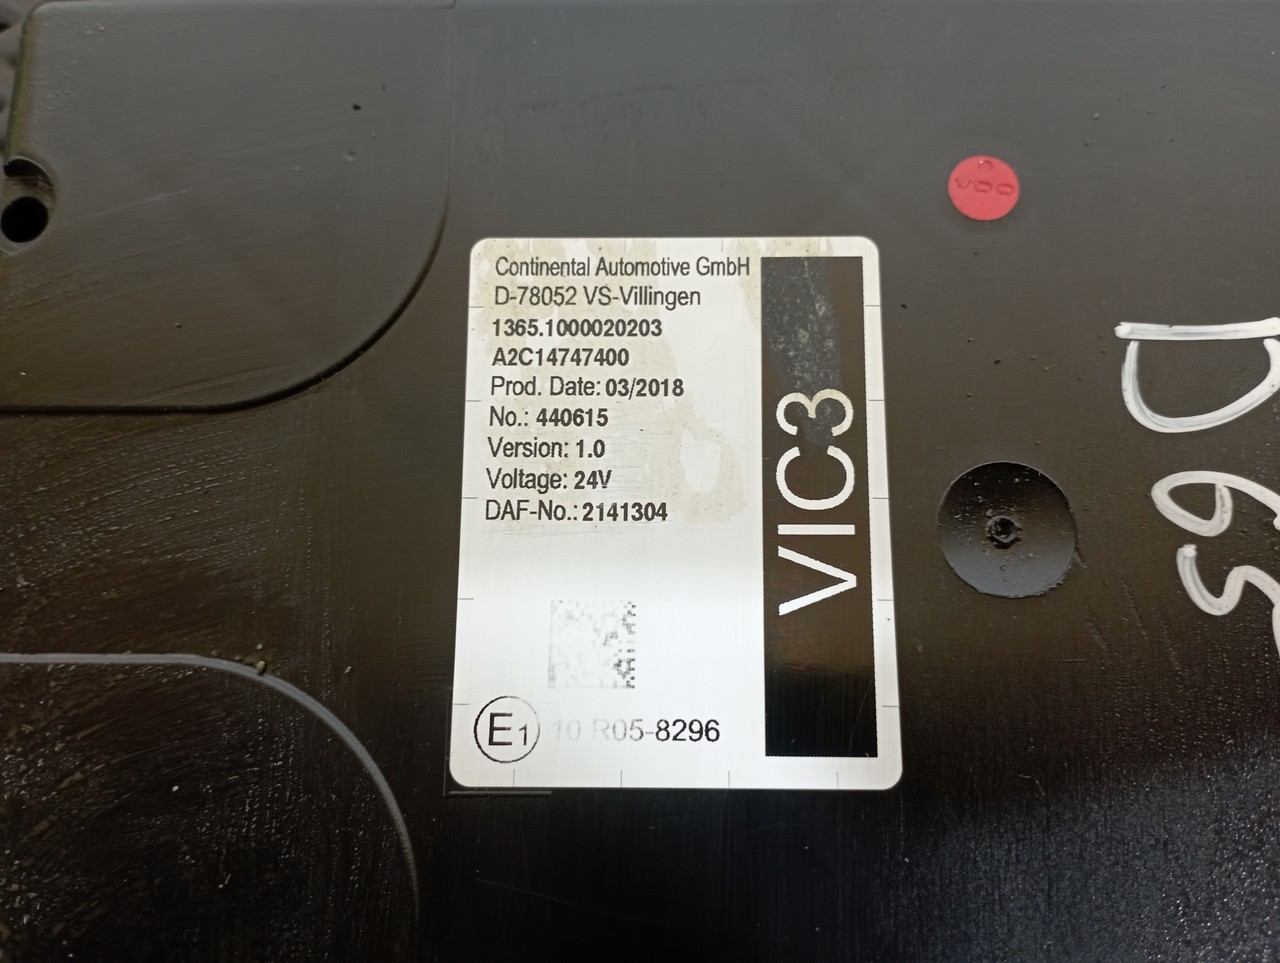 Continental Automotive GmbH
D-78052 VS-Villingen
1365.1000020203
A2C14747400
Prod. Date: 03/2018
No.: 440615
Version: 1.0
Voltage: 24V
DAF-No.: 2141304
E1 10 R05-8296
VIC3
VDO
D65